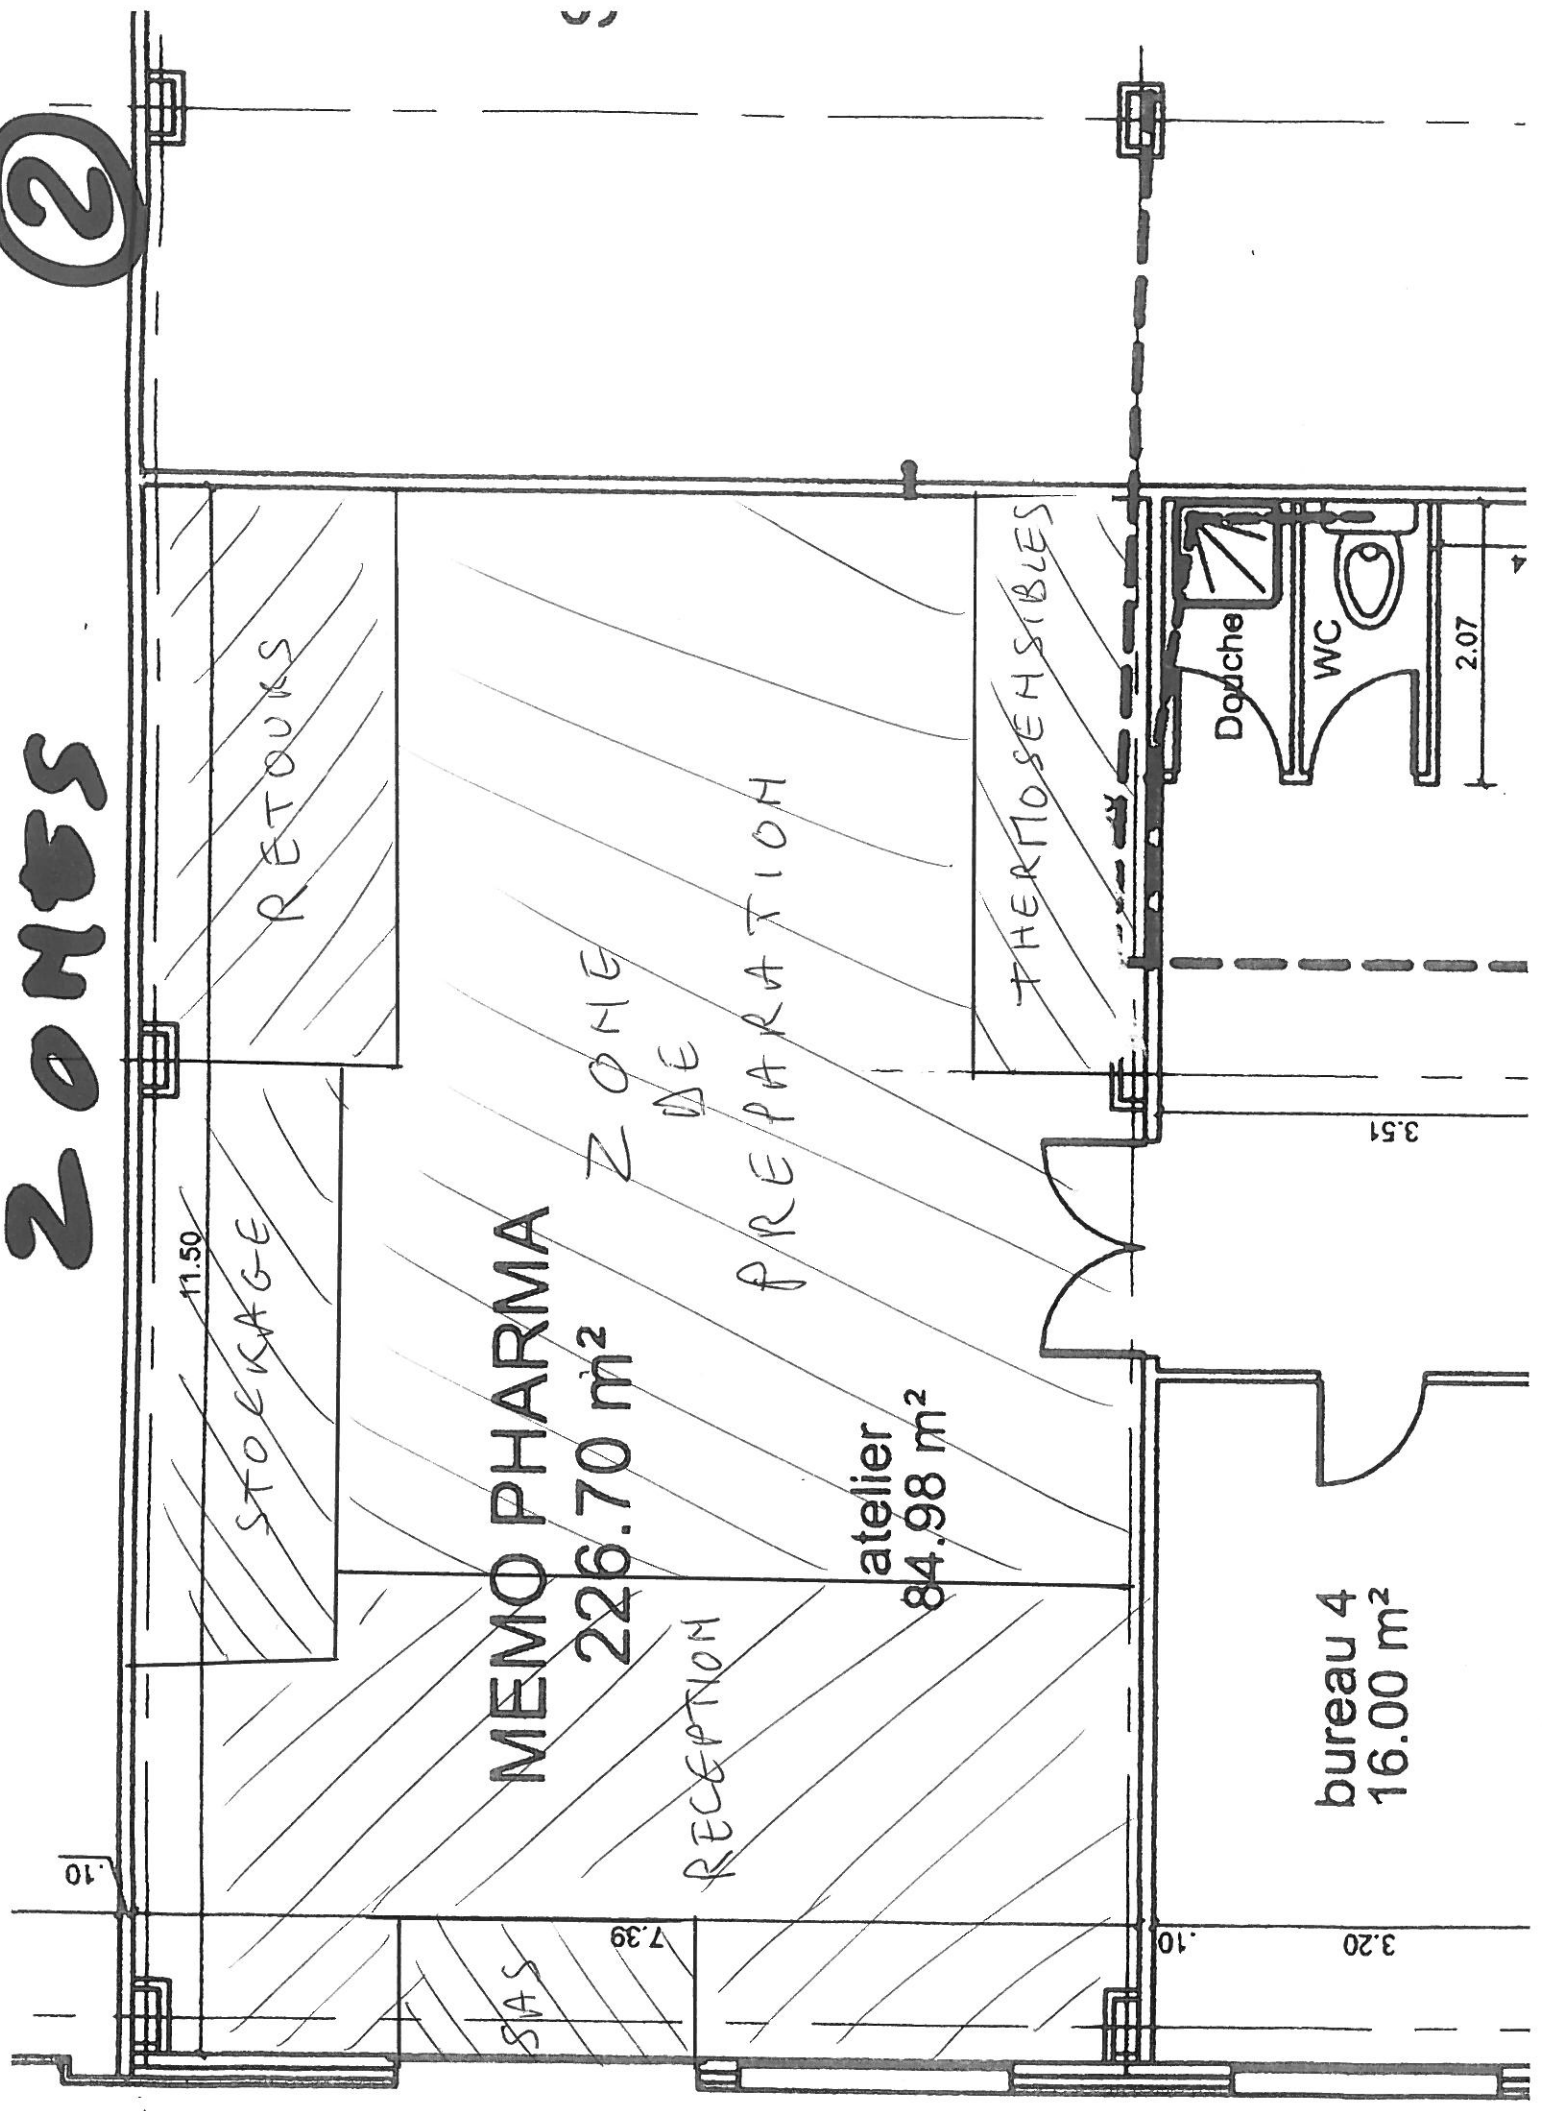 ZONES
2
RETOURS
STOCKAGE
11.50
ZONE
DE
PREPARATION
THERMOSENSIBLES
MEMO PHARMA
226.70 m²
atelier
84.98 m²
RECEPTION
SAS
7.39
.10
.10
3.20
3.51
2.07
Douche
WC
bureau 4
16.00 m²